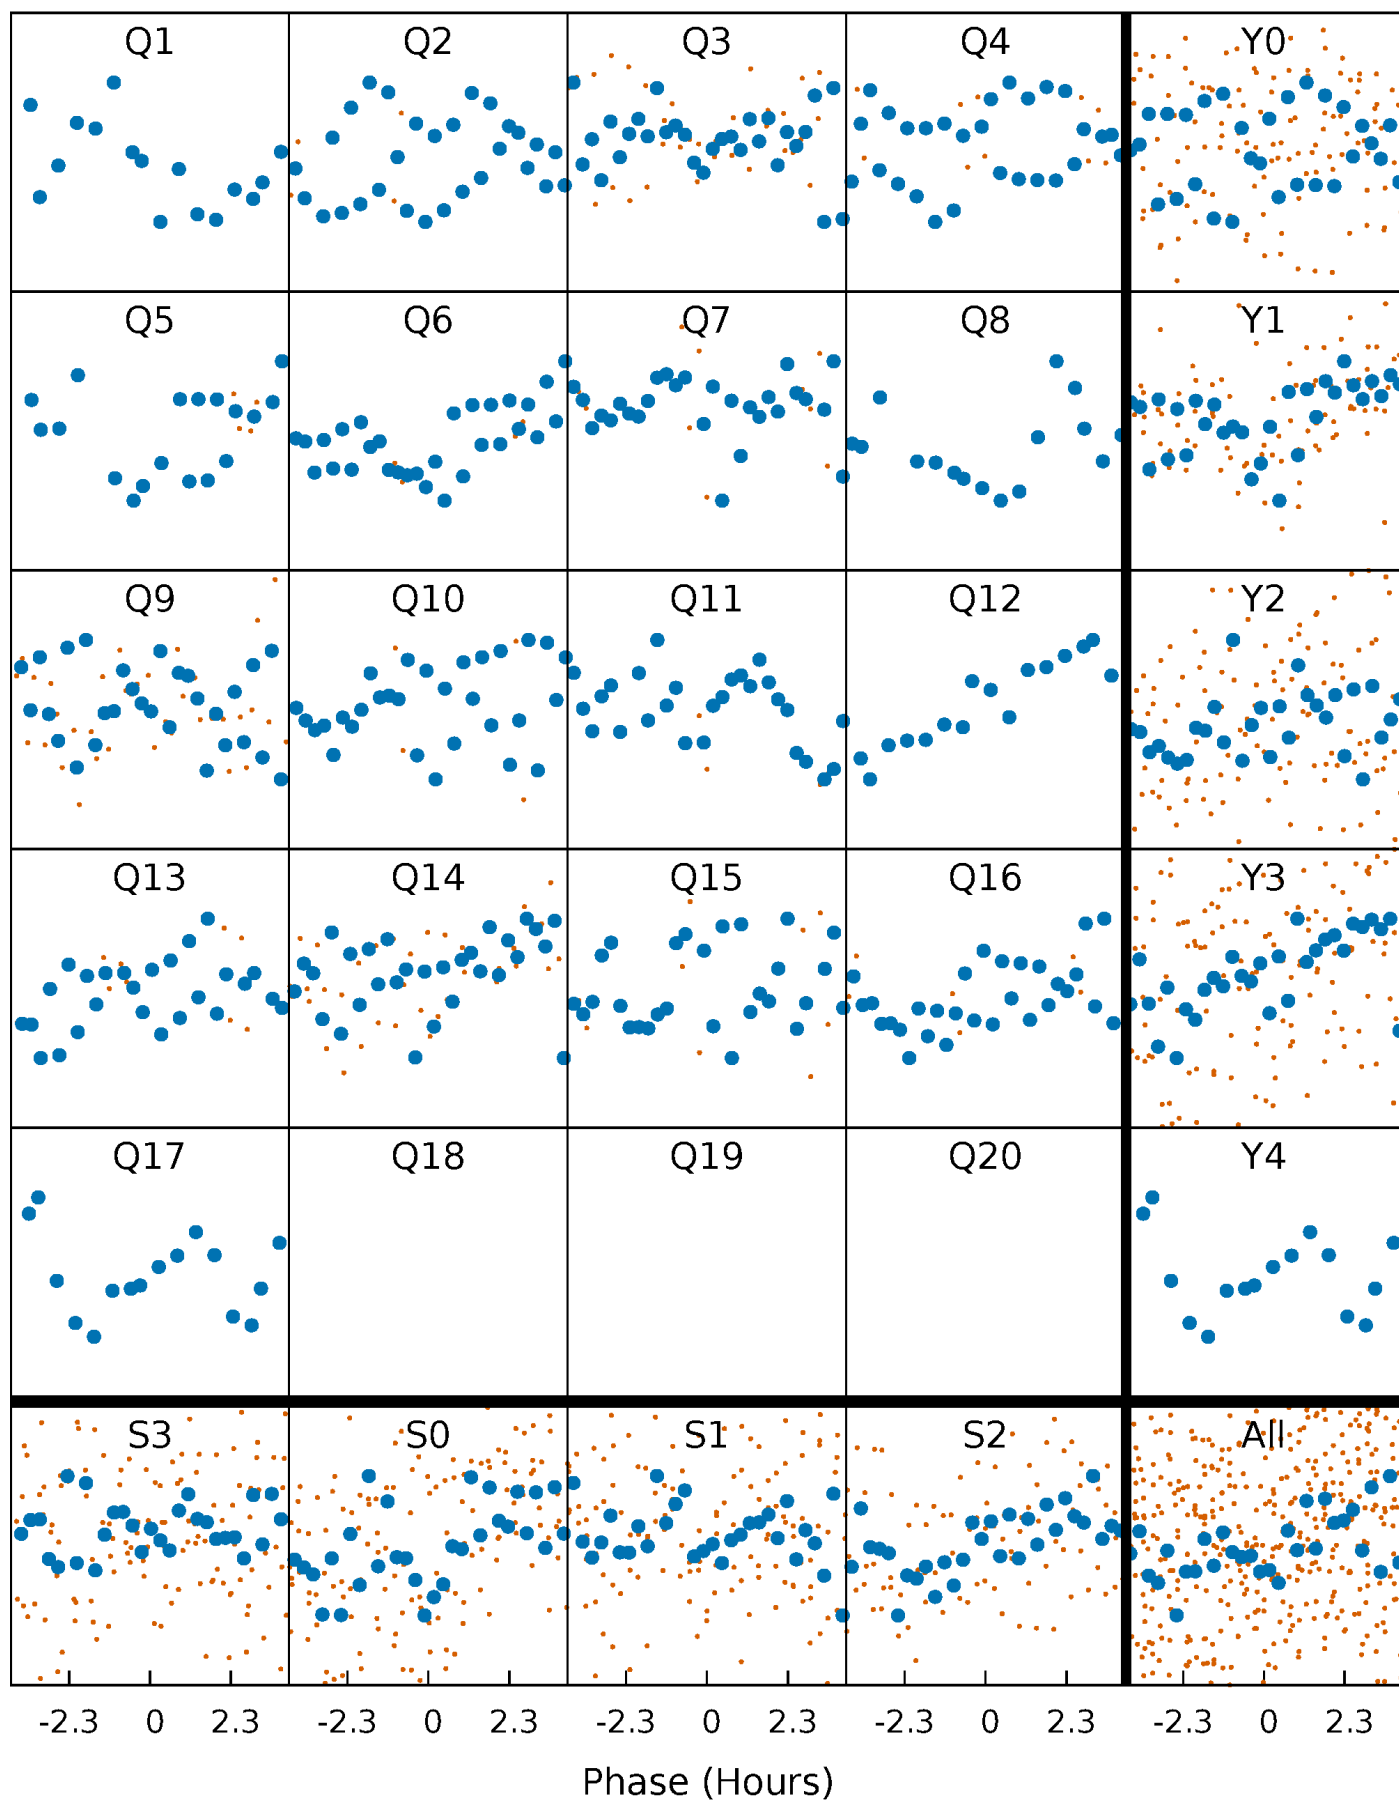 Q1 Q2 Q3 Q4 Y0
Q5 Q6 Q7 Q8 Y1
Q9 Q10 Q11 Q12 Y2
Q13 Q14 Q15 Q16 Y3
Q17 Q18 Q19 Q20 Y4
S3 S0 S1 S2 All
-2.3 0 2.3 -2.3 0 2.3 -2.3 0 2.3 -2.3 0 2.3 -2.3 0 2.3
Phase (Hours)